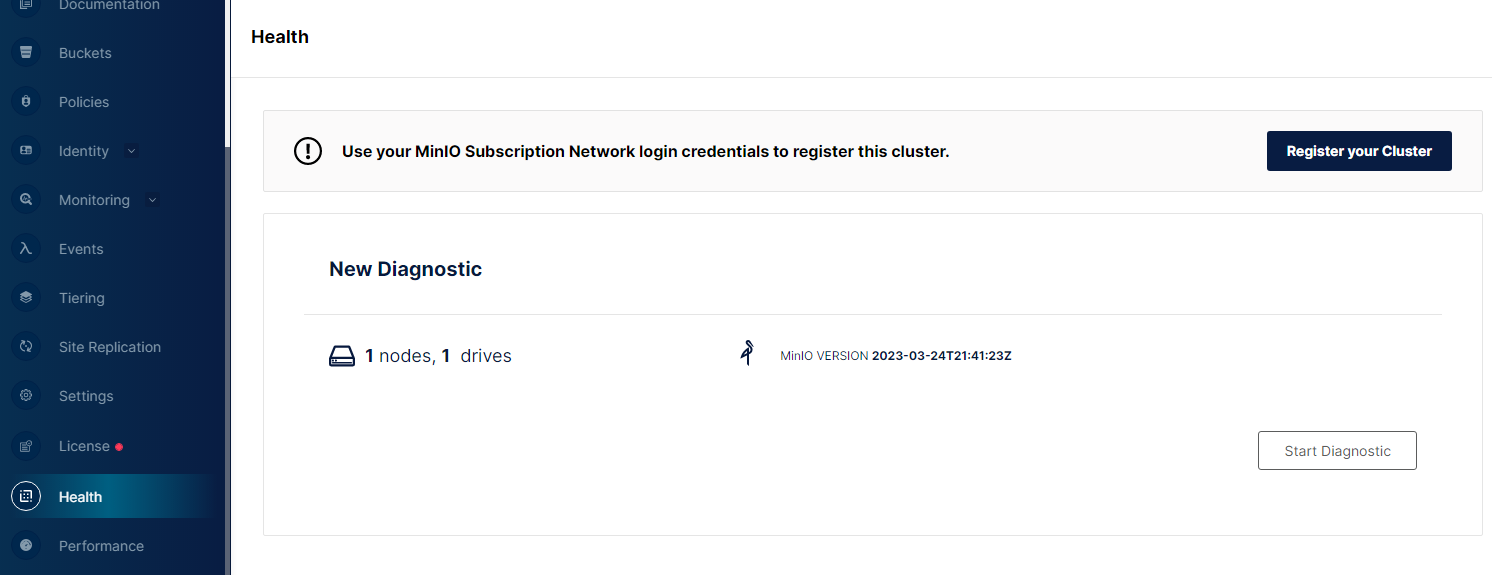 Documentation
Buckets
Policies
Identity
Monitoring
Events
Tiering
Site Replication
Settings
License
Health
Performance
Health
Use your MinIO Subscription Network login credentials to register this cluster.
Register your Cluster
New Diagnostic
1 nodes, 1 drives
MinIO VERSION 2023-03-24T21:41:23Z
Start Diagnostic